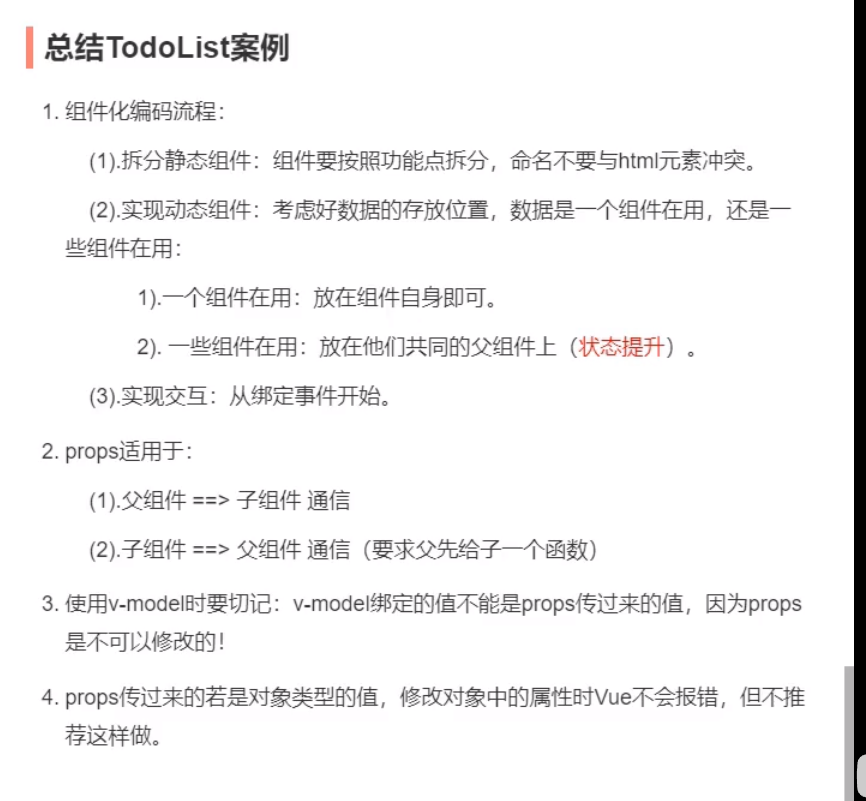 总结TodoList案例
1. 组件化编码流程：
(1).拆分静态组件：组件要按照功能点拆分，命名不要与html元素冲突。
(2).实现动态组件：考虑好数据的存放位置，数据是一个组件在用，还是一
些组件在用：
1).一个组件在用：放在组件自身即可。
2). 一些组件在用：放在他们共同的父组件上（状态提升）。
(3).实现交互：从绑定事件开始。
2. props适用于：
(1).父组件 ==> 子组件 通信
(2).子组件 ==> 父组件 通信（要求父先给子一个函数）
3. 使用v-model时要切记：v-model绑定的值不能是props传过来的值，因为props
是不可以修改的！
4. props传过来的若是对象类型的值，修改对象中的属性时Vue不会报错，但不推
荐这样做。